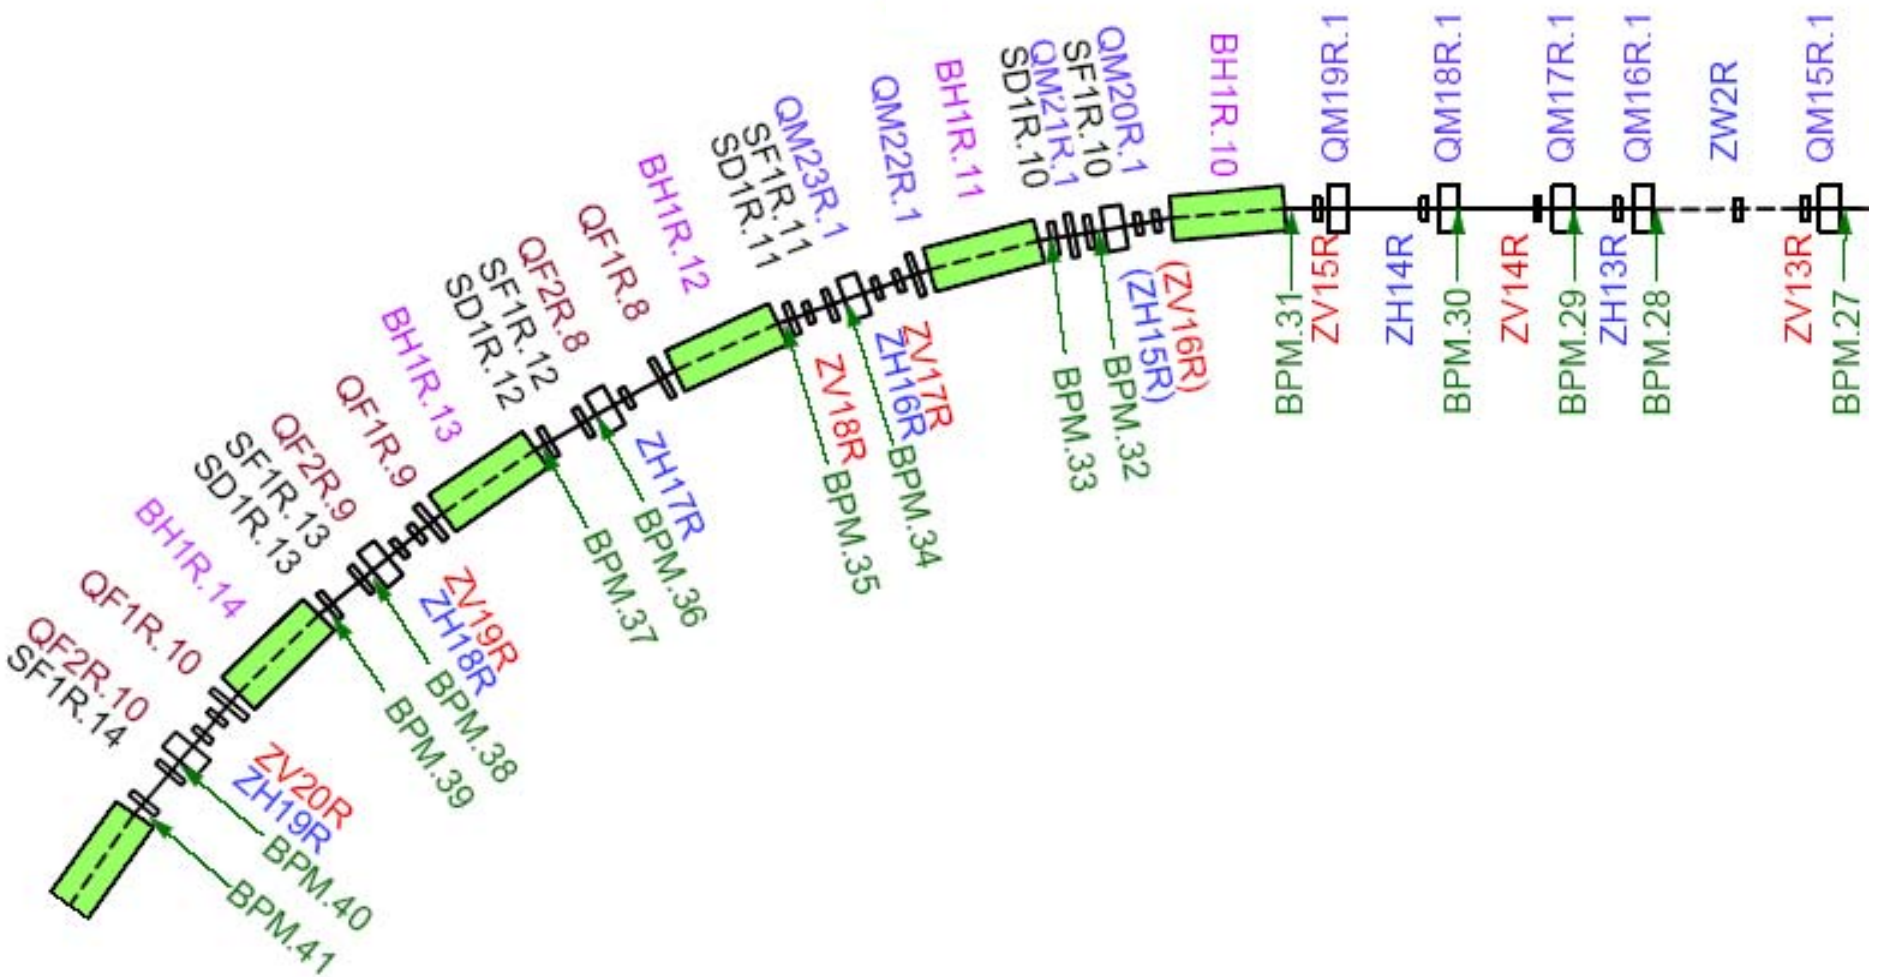 QF2R.10
SF1R.14
QF1R.10
BH1R.14
QF2R.9
SF1R.13
SD1R.13
QF1R.9
BH1R.13
QF2R.8
SF1R.12
SD1R.12
QF1R.8
BH1R.12
QM23R.1
SF1R.11
SD1R.11
QM22R.1
BH1R.11
QM20R.1
SF1R.10
QM21R.1
SD1R.10
BH1R.10
QM19R.1
QM18R.1
QM17R.1
QM16R.1
ZW2R
QM15R.1
BPM.41
BPM.40
ZH19R
ZV20R
BPM.39
BPM.38
ZH18R
ZV19R
BPM.37
BPM.36
ZH17R
BPM.35
ZV18R
BPM.34
ZH16R
ZV17R
BPM.33
BPM.32
(ZH15R)
(ZV16R)
BPM.31
ZV15R
ZH14R
BPM.30
ZV14R
BPM.29
ZH13R
BPM.28
ZV13R
BPM.27